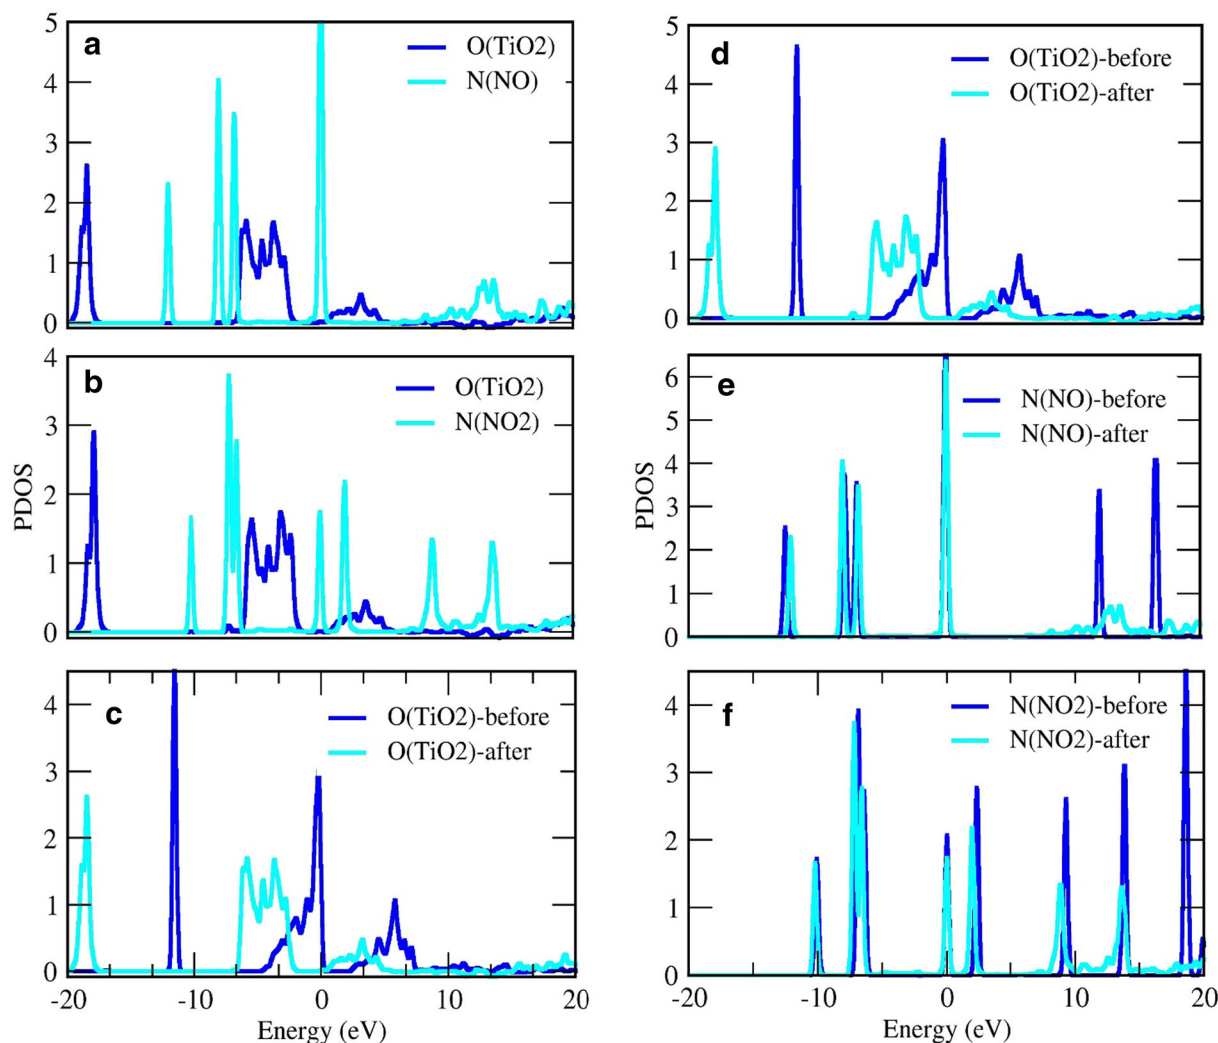 a
O(TiO2)
N(NO)
5
4
3
2
1
0
b
O(TiO2)
N(NO2)
4
3
2
1
0
PDOS
c
O(TiO2)-before
O(TiO2)-after
4
3
2
1
0
-20
-10
0
10
20
Energy (eV)
d
O(TiO2)-before
O(TiO2)-after
5
4
3
2
1
0
e
N(NO)-before
N(NO)-after
6
5
4
3
2
1
0
PDOS
f
N(NO2)-before
N(NO2)-after
4
3
2
1
0
-20
-10
0
10
20
Energy (eV)